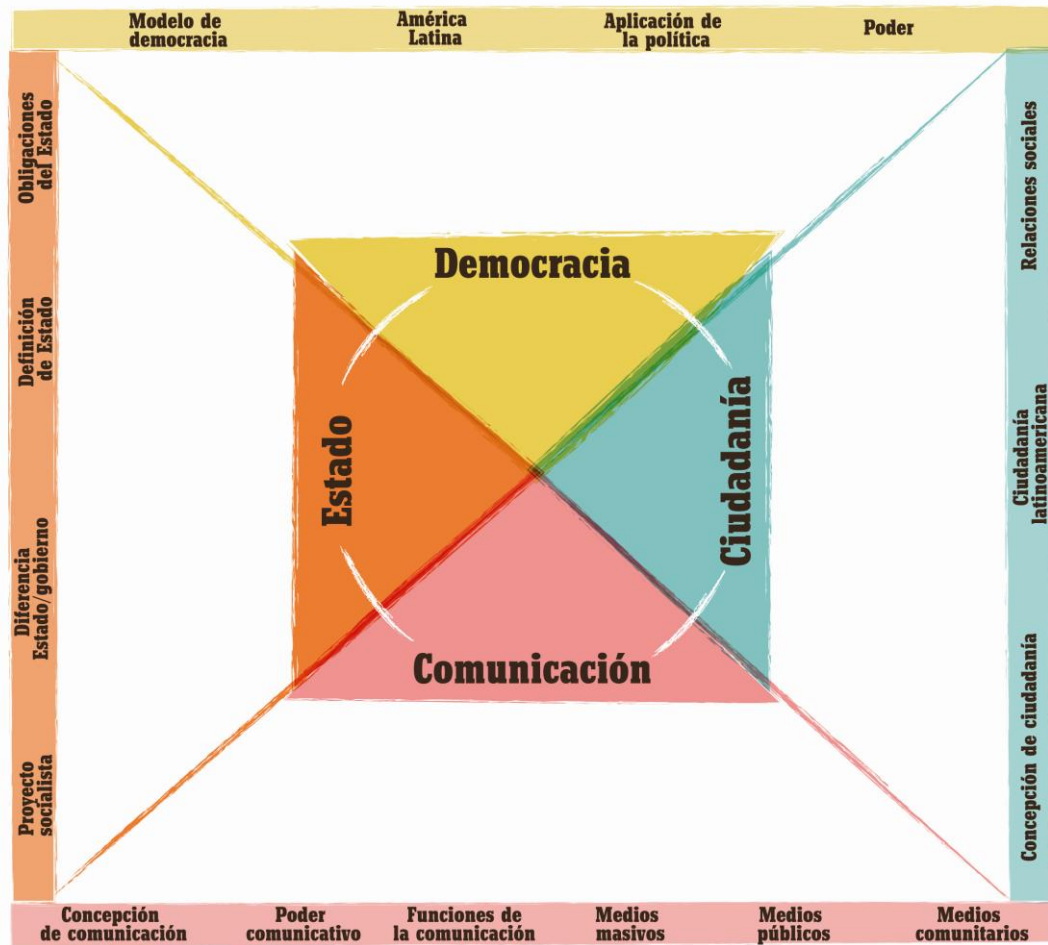 Modelo de
democracia
América
Latina
Aplicación de
la política
Poder
Obligaciones
del Estado
Definición
de Estado
Diferencia
Estado/gobierno
Proyecto
socialista
Democracia
Estado
Ciudadanía
Comunicación
Relaciones sociales
Ciudadanía
latinoamericana
Concepción de ciudadanía
Concepción
de comunicación
Poder
comunicativo
Funciones de
la comunicación
Medios
masivos
Medios
públicos
Medios
comunitarios